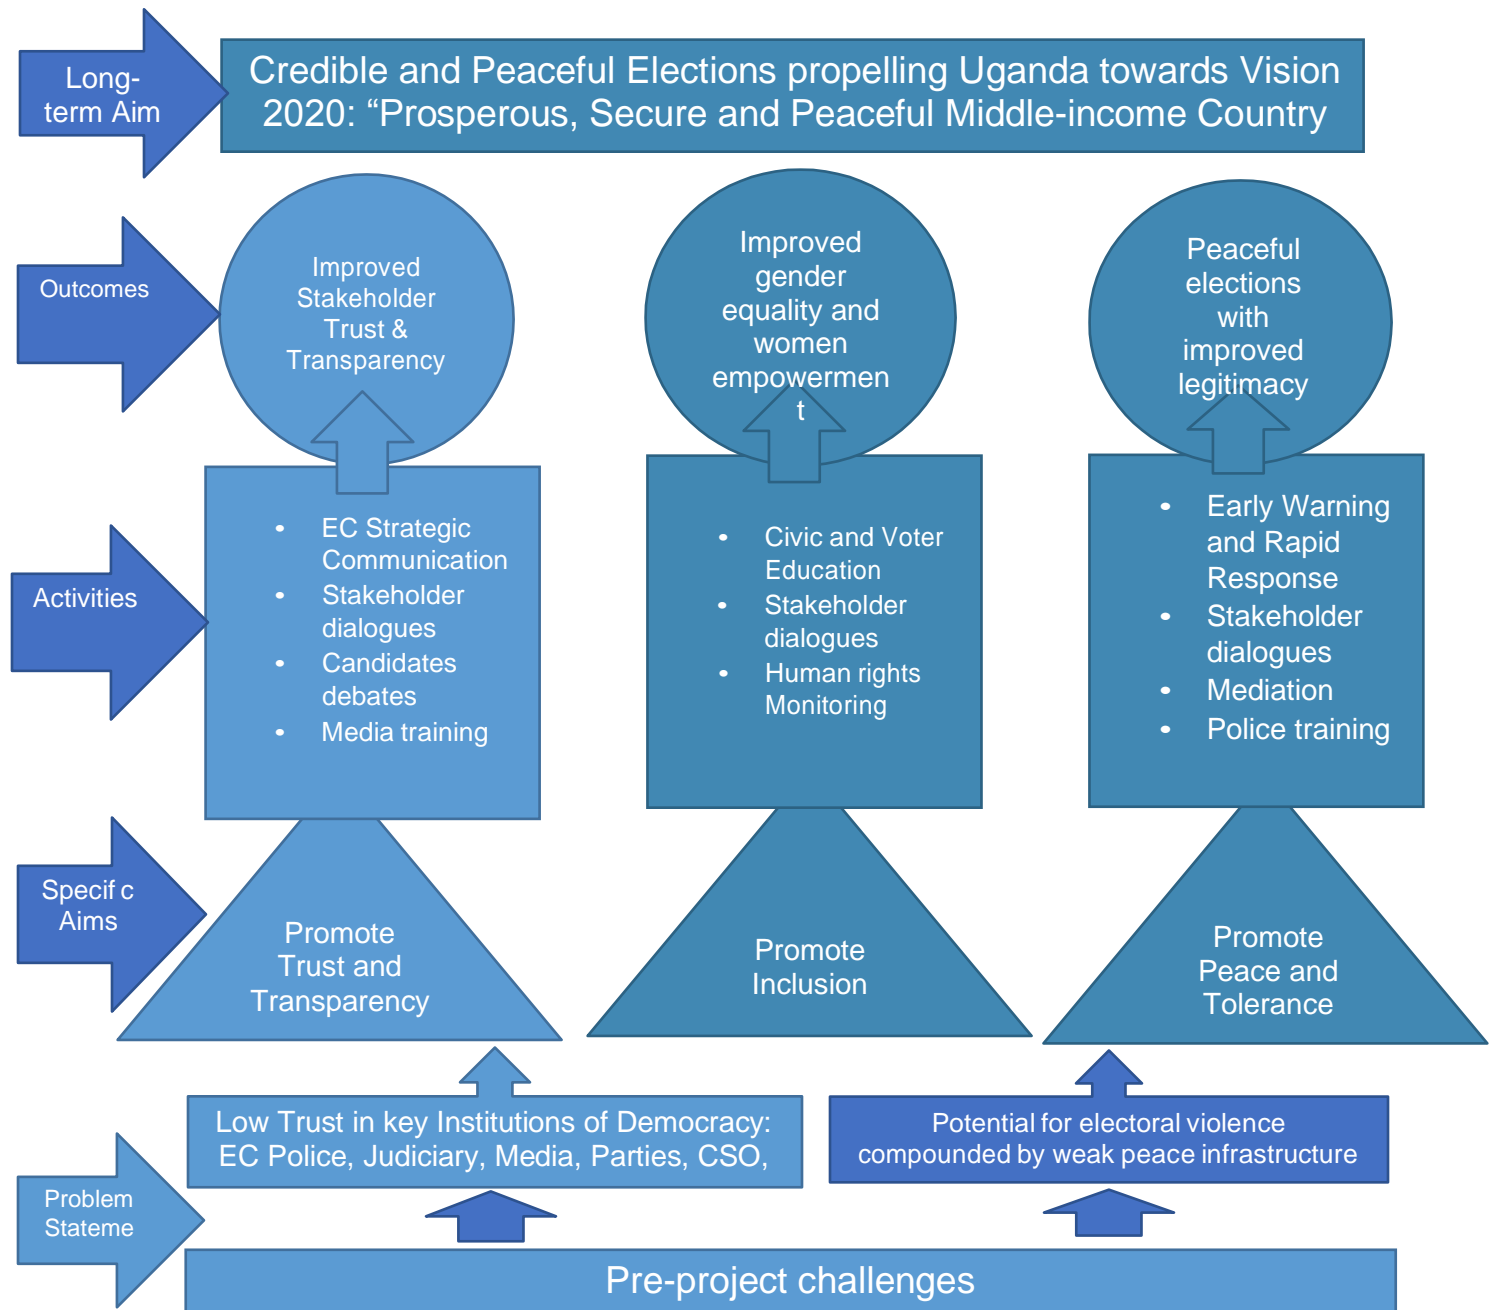 Long-
term Aim
Credible and Peaceful Elections propelling Uganda towards Vision
2020: “Prosperous, Secure and Peaceful Middle-income Country
Outcomes
Improved
Stakeholder
Trust &
Transparency
Improved
gender
equality and
women
empowermen
t
Peaceful
elections
with
improved
legitimacy
Activities
• EC Strategic
Communication
• Stakeholder
dialogues
• Candidates
debates
• Media training
• Civic and Voter
Education
• Stakeholder
dialogues
• Human rights
Monitoring
• Early Warning
and Rapid
Response
• Stakeholder
dialogues
• Mediation
• Police training
Specif c
Aims
Promote
Trust and
Transparency
Promote
Inclusion
Promote
Peace and
Tolerance
Problem
Stateme
Low Trust in key Institutions of Democracy:
EC Police, Judiciary, Media, Parties, CSO,
Potential for electoral violence
compounded by weak peace infrastructure
Pre-project challenges